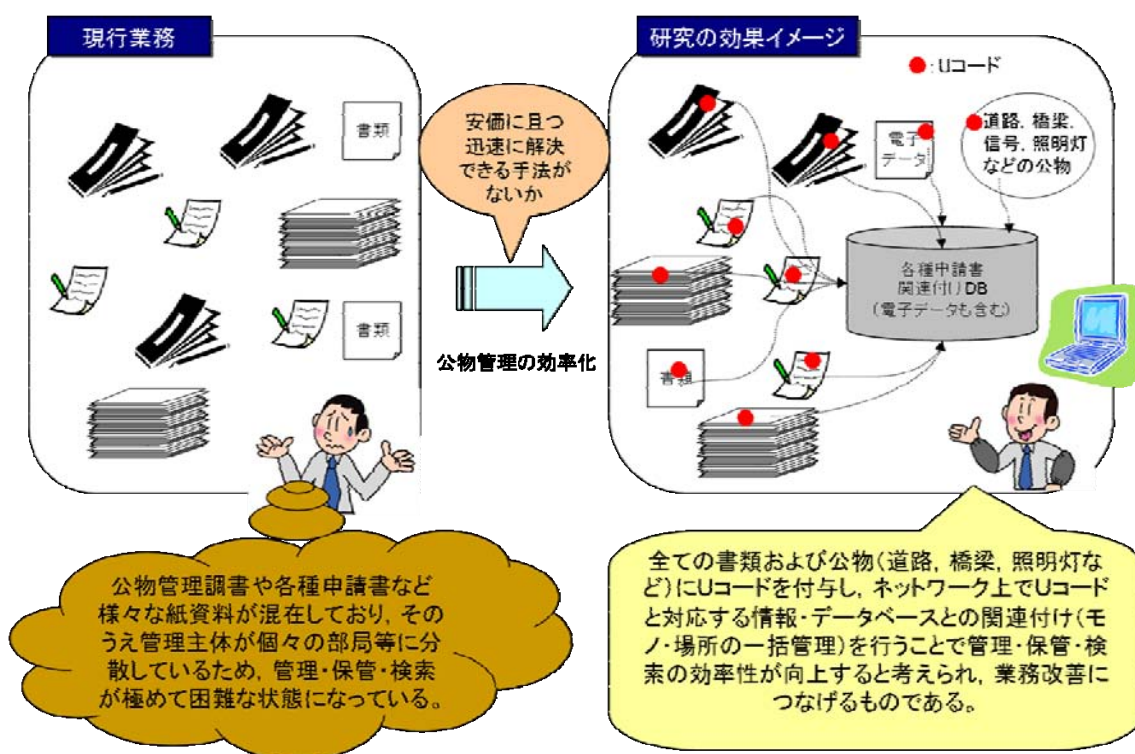 現行業務
書類
書類
安価に且つ
迅速に解決
できる手法が
ないか
公物管理の効率化
公物管理調書や各種申請書など
様々な紙資料が混在しており，その
うえ管理主体が個々の部局等に分
散しているため，管理・保管・検索
が極めて困難な状態になっている。
研究の効果イメージ
：Uコード
電子
データ
道路，橋梁，
信号，照明灯
などの公物
各種申請書
関連付けDB
（電子データも含む）
書類
全ての書類および公物（道路，橋梁，照明灯な
ど）にUコードを付与し，ネットワーク上でUコード
と対応する情報・データベースとの関連付け（モ
ノ・場所の一括管理）を行うことで管理・保管・検
索の効率性が向上すると考えられ，業務改善に
つなげるものである。